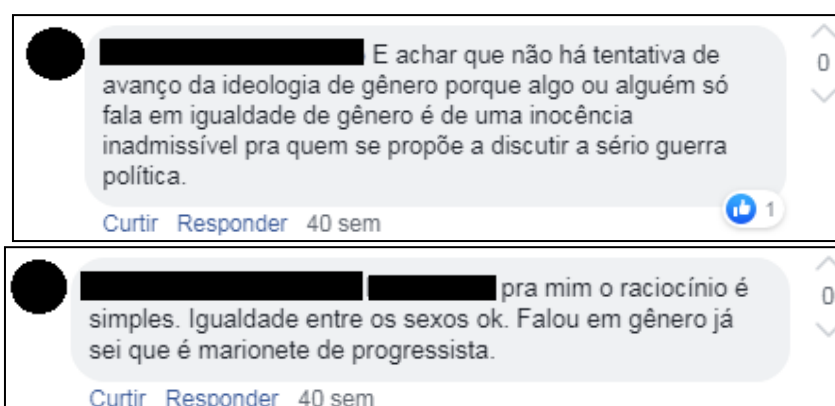 E achar que não há tentativa de
0
avanço da ideologia de gênero porque algo ou alguém só
fala em igualdade de gênero é de uma inocência
inadmissível pra quem se propõe a discutir a sério guerra
política.
1
Curtir Responder 40 sem
pra mim o raciocínio é
0
simples. Igualdade entre os sexos ok. Falou em gênero já
sei que é marionete de progressista.
Curtir Responder 40 sem